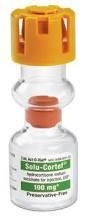 Solu-Cortef®
hydrocortisone sodium
succinate for injection, USP
100 mg*
Preservative-Free